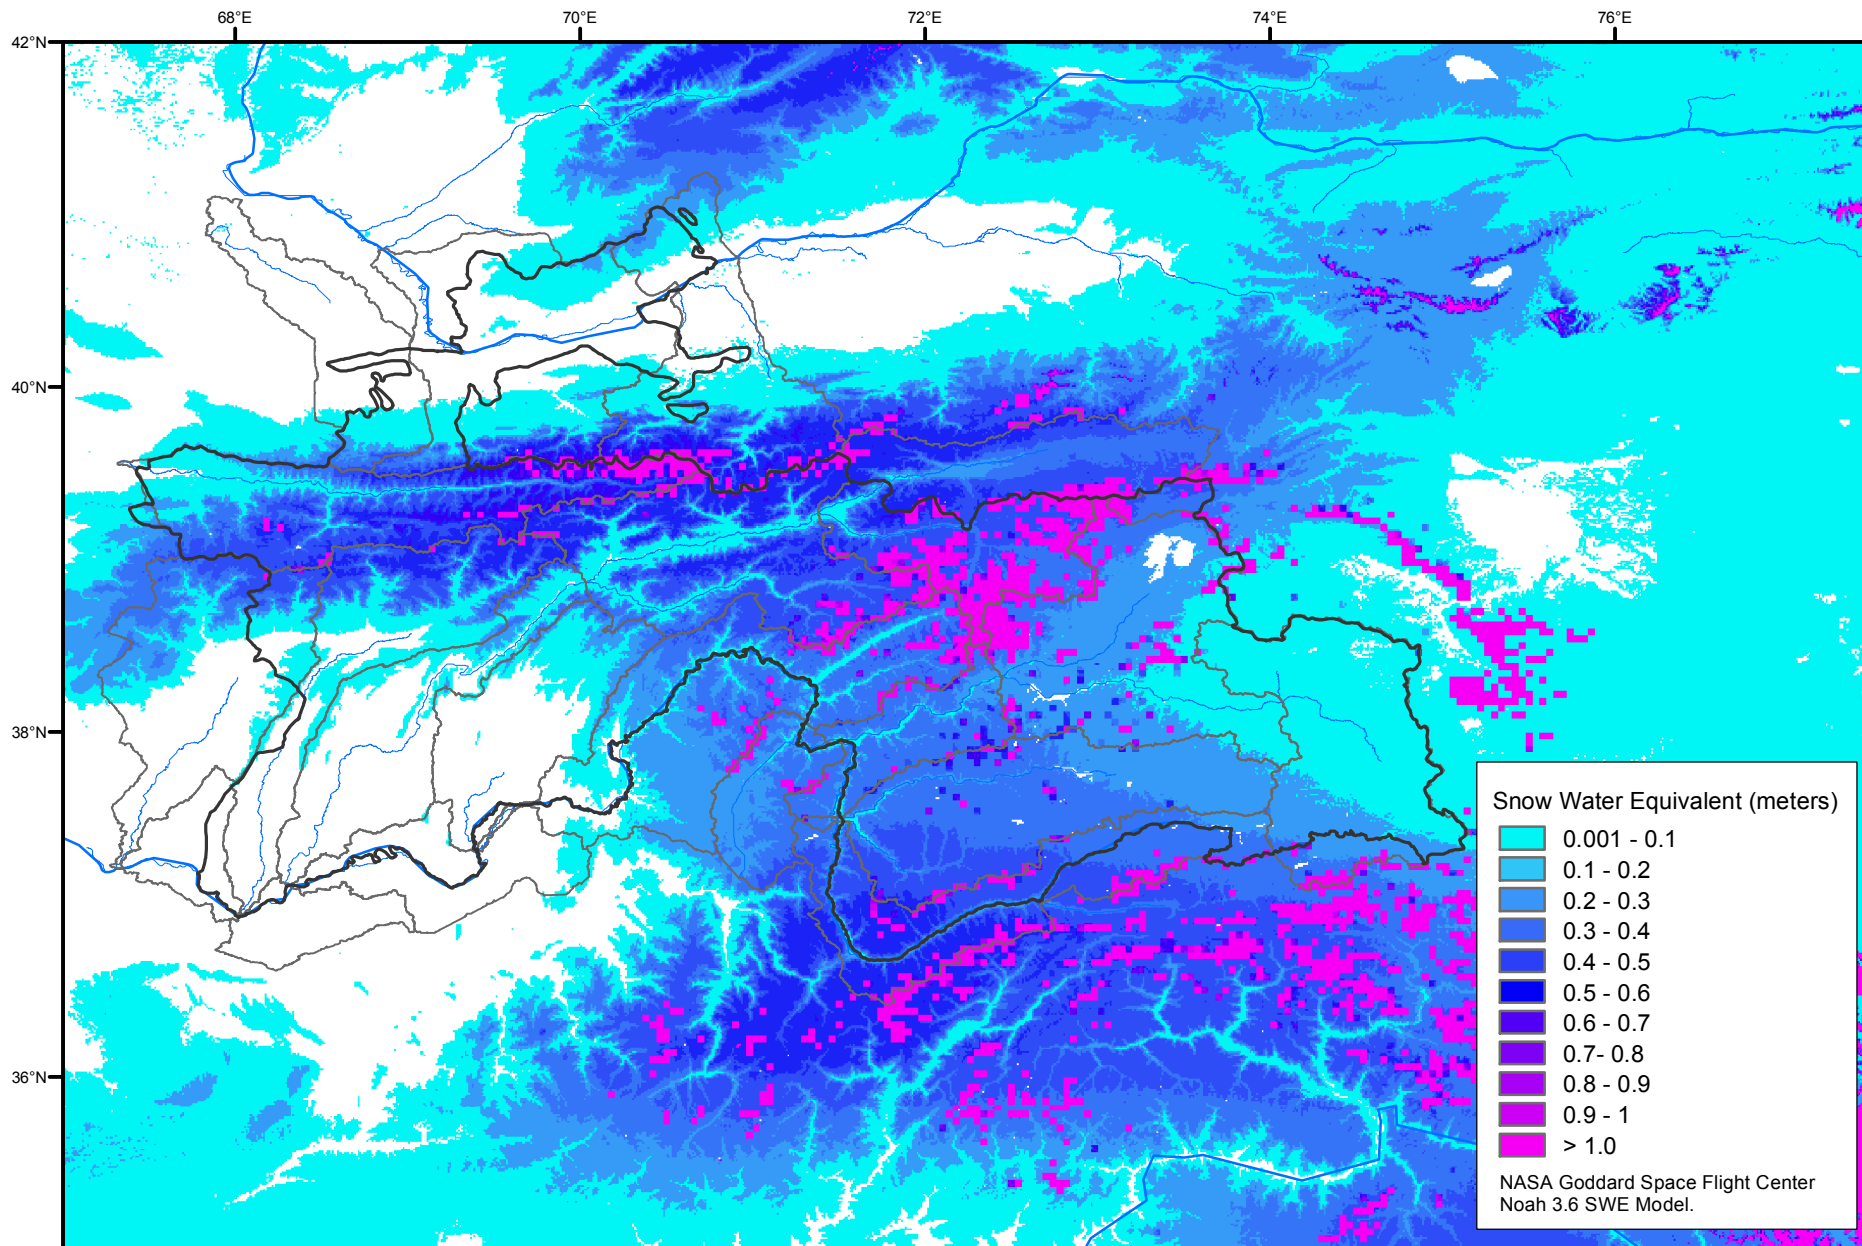 68°E
70°E
72°E
74°E
76°E
42°N
40°N
38°N
36°N
Snow Water Equivalent (meters)
0.001 - 0.1
0.1 - 0.2
0.2 - 0.3
0.3 - 0.4
0.4 - 0.5
0.5 - 0.6
0.6 - 0.7
0.7- 0.8
0.8 - 0.9
0.9 - 1
> 1.0
NASA Goddard Space Flight Center
Noah 3.6 SWE Model.